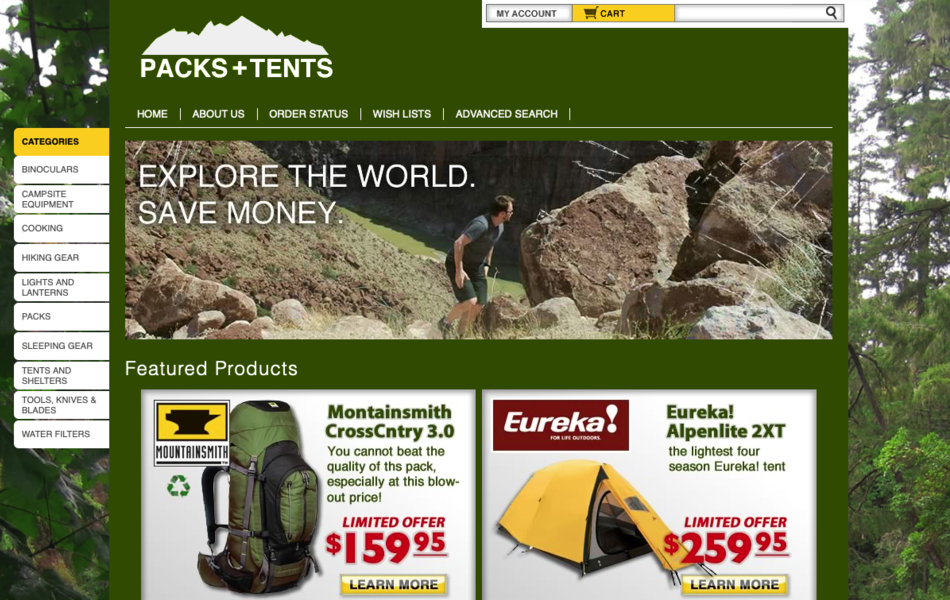 MY ACCOUNT
CART
PACKS+TENTS
HOME
ABOUT US
ORDER STATUS
WISH LISTS
ADVANCED SEARCH
CATEGORIES
BINOCULARS
CAMPSITE
EQUIPMENT
COOKING
HIKING GEAR
LIGHTS AND
LANTERNS
PACKS
SLEEPING GEAR
TENTS AND
SHELTERS
TOOLS, KNIVES &
BLADES
WATER FILTERS
EXPLORE THE WORLD.
SAVE MONEY.
Featured Products
MOUNTAINSMITH
Montainsmith
CrossCntry 3.0
You cannot beat the
quality of ths pack,
especially at this blow-
out price!
LIMITED OFFER
$159.95
LEARN MORE
Eureka!
FOR LIFE OUTDOORS.
Eureka!
Alpenlite 2XT
the lightest four
season Eureka! tent
LIMITED OFFER
$259.95
LEARN MORE